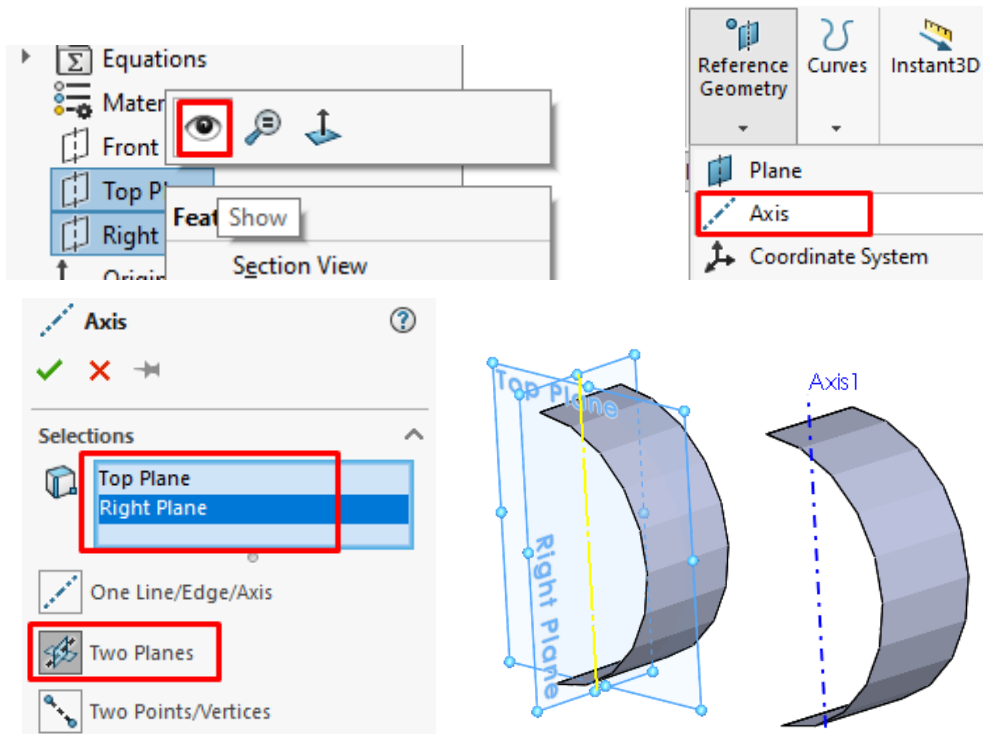 Equations
Mater
Front
Top Pl
Right
Origin
Feat
Show
Section View
Reference
Geometry
Curves
Instant3D
Plane
Axis
Coordinate System
Axis
Selections
Top Plane
Right Plane
One Line/Edge/Axis
Two Planes
Two Points/Vertices
Top Plane
Right Plane
Axis1